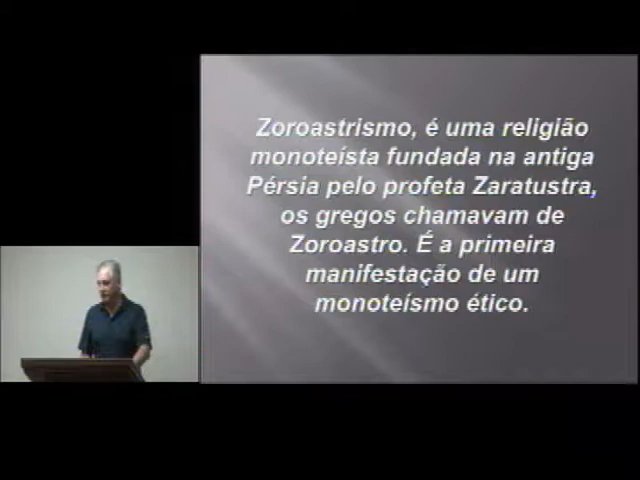 Zoroastrismo, é uma religião
monoteísta fundada na antiga
Pérsia pelo profeta Zaratustra,
os gregos chamavam de
Zoroastro. É a primeira
manifestação de um
monoteísmo ético.